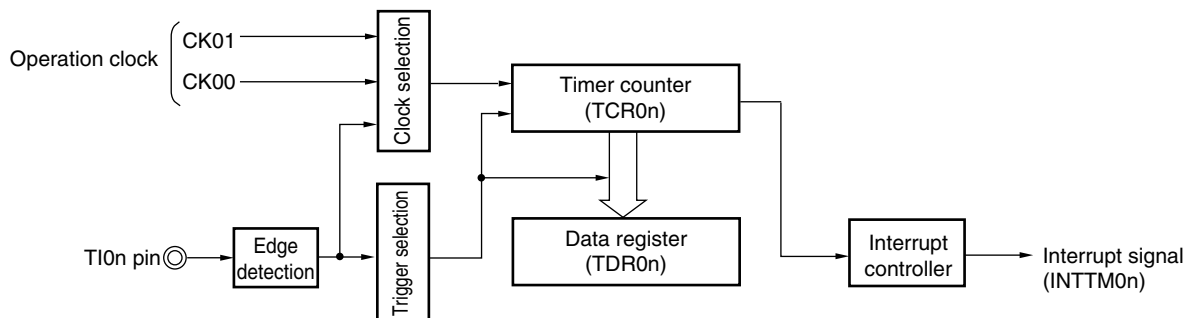 Operation clock
CK01
CK00
Clock selection
Timer counter
(TCR0n)
TI0n pin
Edge
detection
Trigger selection
Data register
(TDR0n)
Interrupt
controller
Interrupt signal
(INTTM0n)